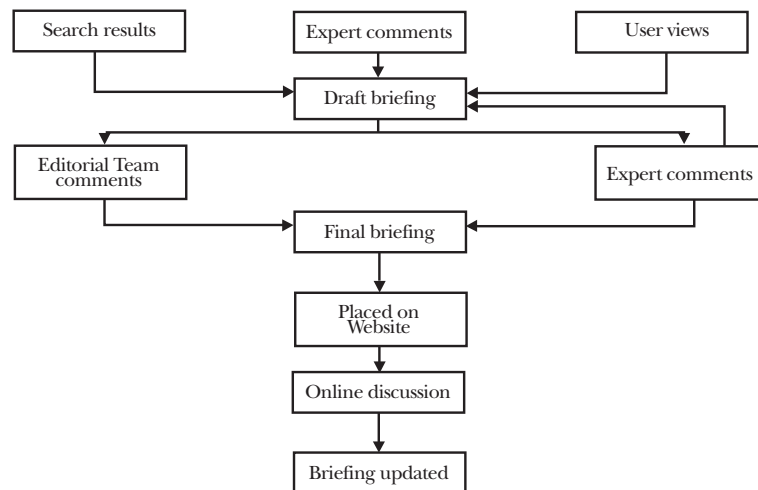 Search results
Expert comments
User views
Draft briefing
Editorial Team
comments
Expert comments
Final briefing
Placed on
Website
Online discussion
Briefing updated